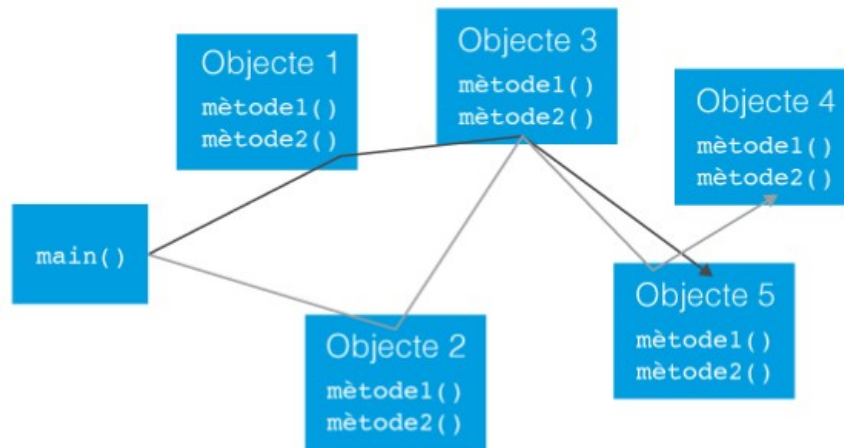 Objecte 1
mètode1()
mètode2()
Objecte 3
mètode1()
mètode2()
Objecte 4
mètode1()
mètode2()
main()
Objecte 2
mètode1()
mètode2()
Objecte 5
mètode1()
mètode2()